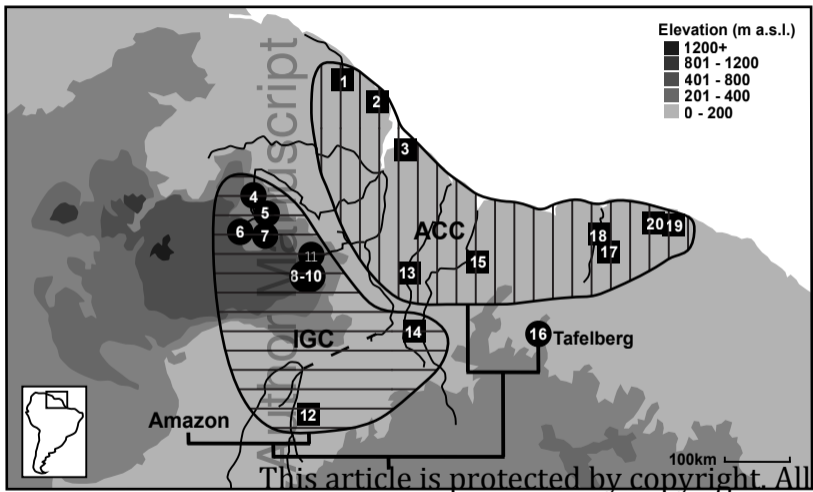 Elevation (m a.s.l.)
1200+
801 - 1200
401 - 800
201 - 400
0 - 200
1
2
3
4
5
6
7
11
8-10
ACC
20
19
18
17
15
13
14
16
Tafelberg
IGC
12
Amazon
100km
Author Manuscript
This article is protected by copyright. All